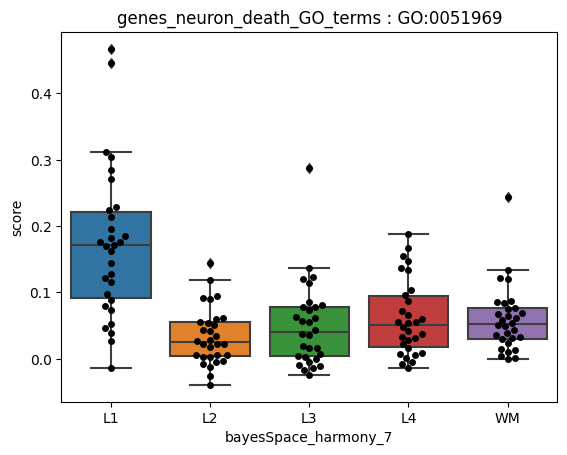 genes_neuron_death_GO_terms : GO:0051969
score
0.4
0.3
0.2
0.1
0.0
L1 L2 L3 L4 WM
bayesSpace_harmony_7